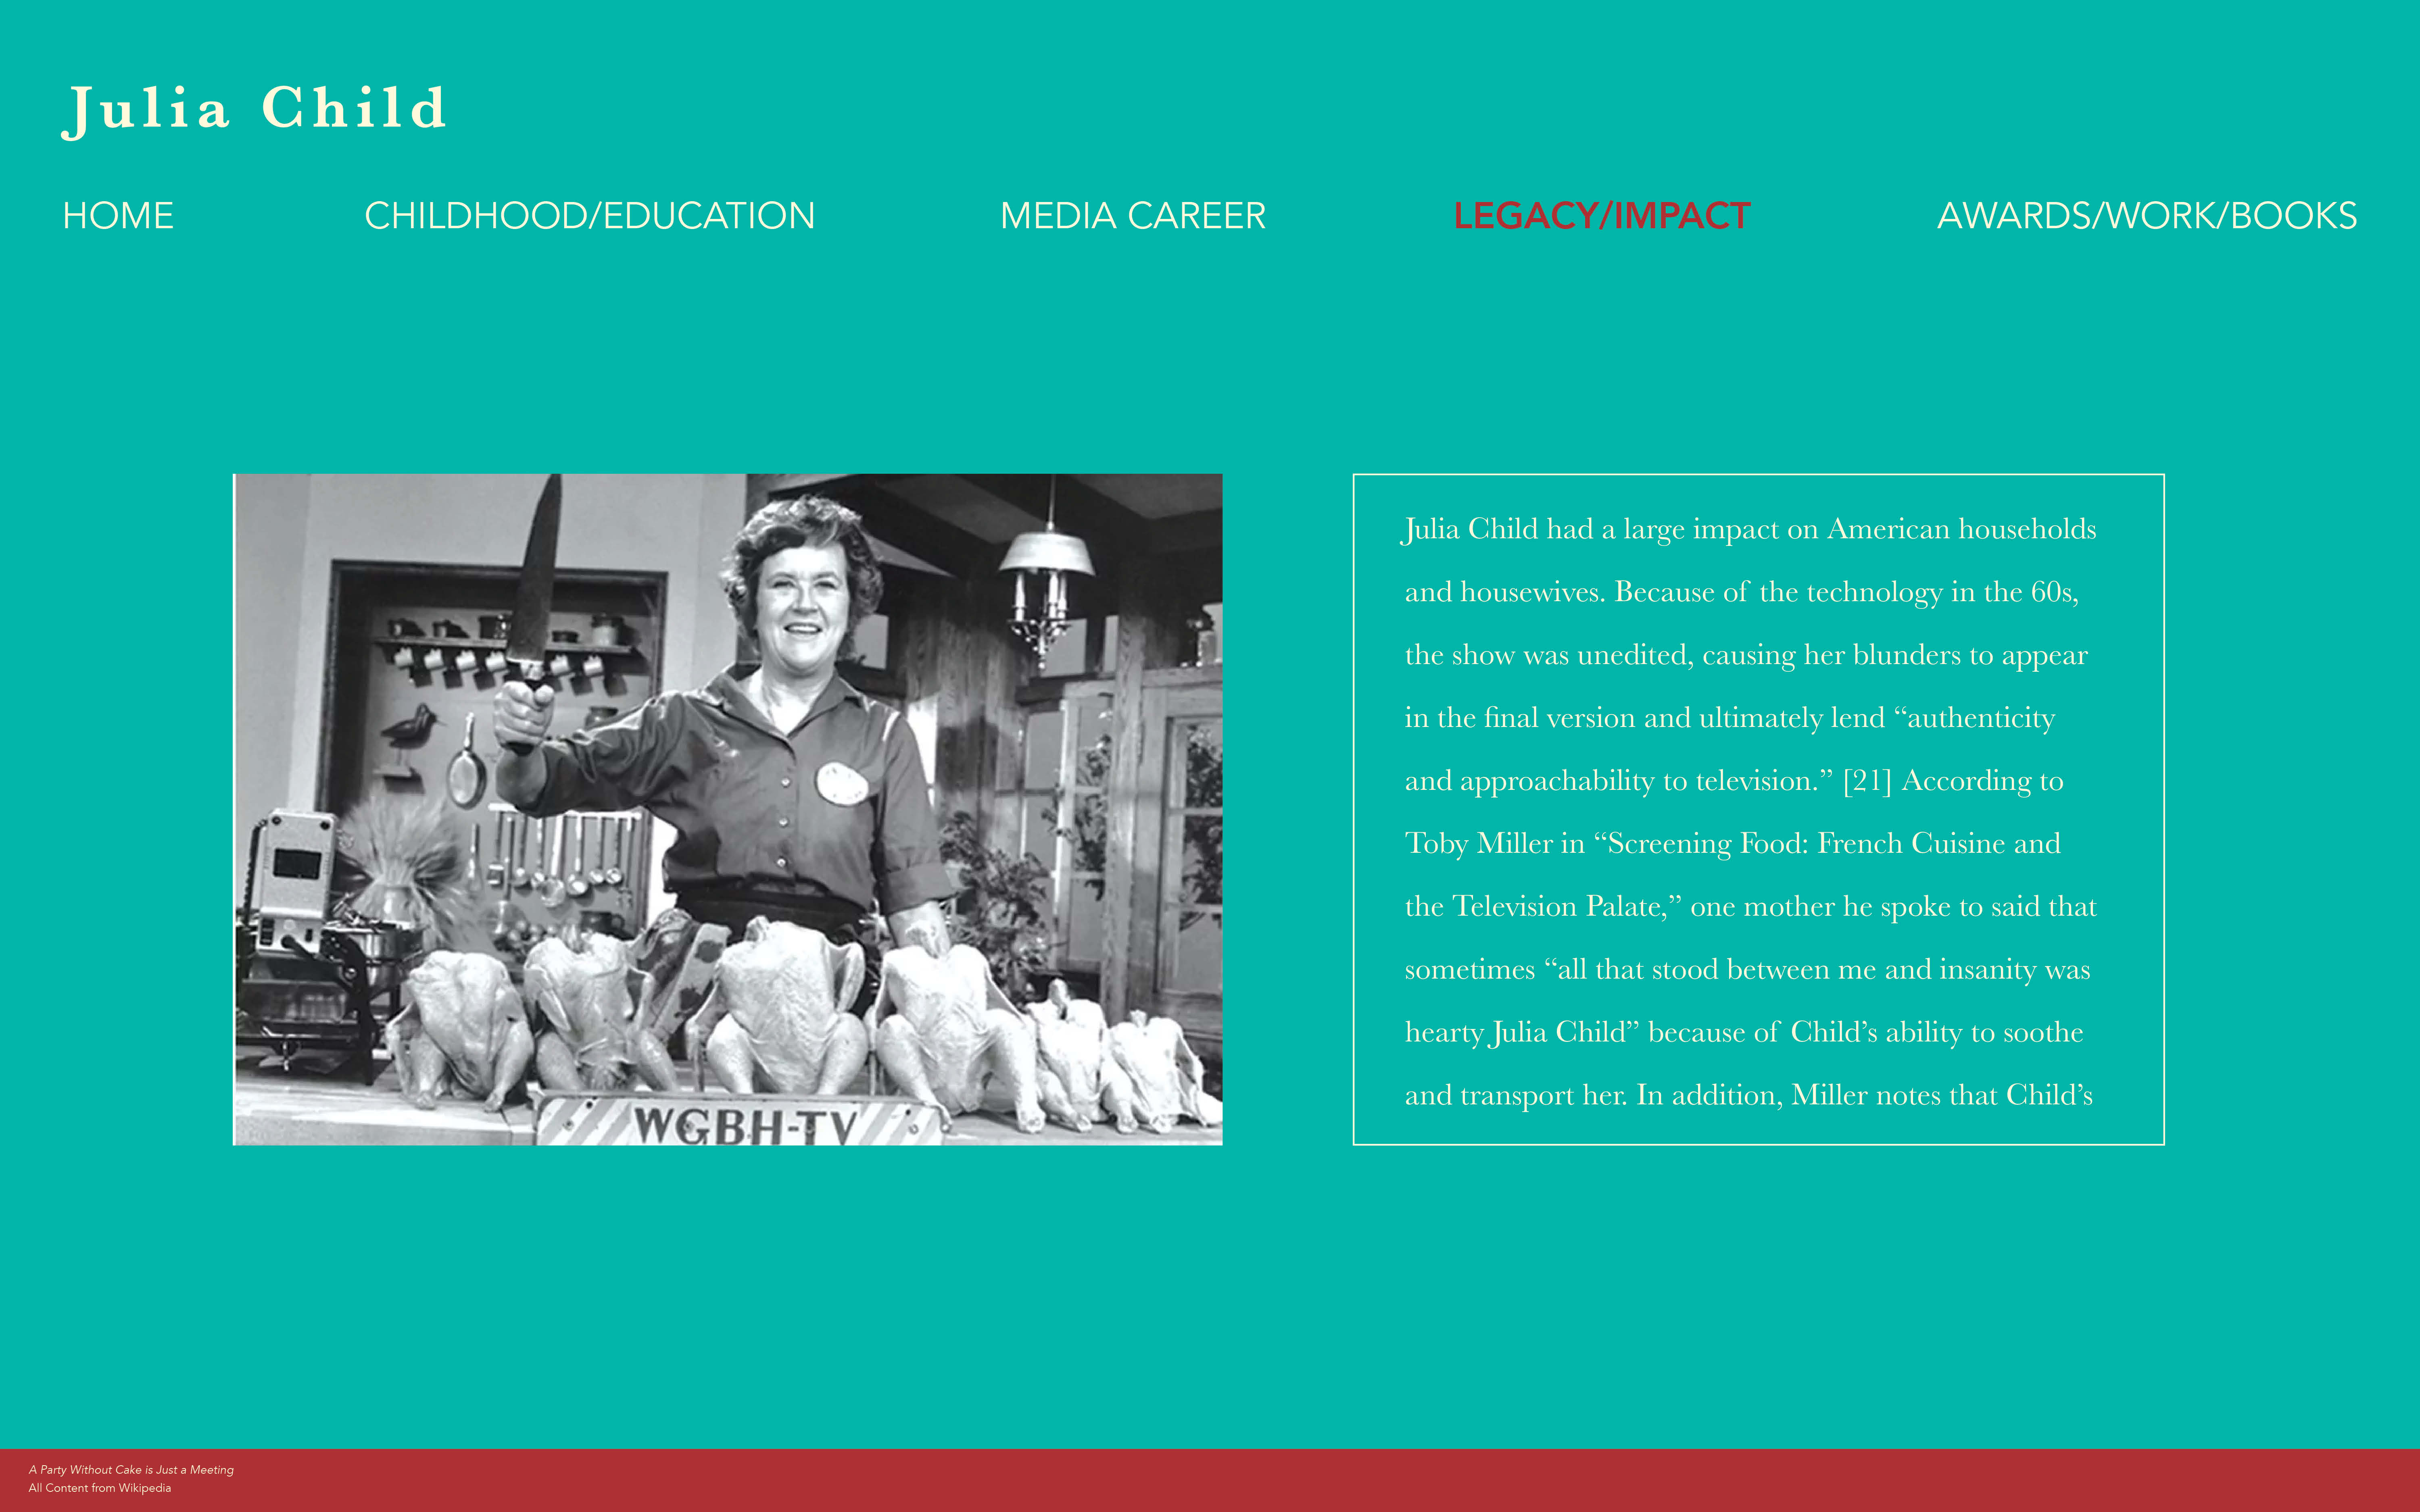 Julia Child
HOME
CHILDHOOD/EDUCATION
MEDIA CAREER
LEGACY/IMPACT
AWARDS/WORK/BOOKS
WGBH-TV
Julia Child had a large impact on American households
and housewives. Because of the technology in the 60s,
the show was unedited, causing her blunders to appear
in the final version and ultimately lend “authenticity
and approachability to television.” [21] According to
Toby Miller in “Screening Food: French Cuisine and
the Television Palate,” one mother he spoke to said that
sometimes “all that stood between me and insanity was
hearty Julia Child” because of Child’s ability to soothe
and transport her. In addition, Miller notes that Child’s
A Party Without Cake is Just a Meeting
All Content from Wikipedia